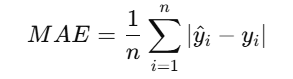 MAE = \frac{1}{n} \sum_{i=1}^{n} |\hat{y}_i - y_i|